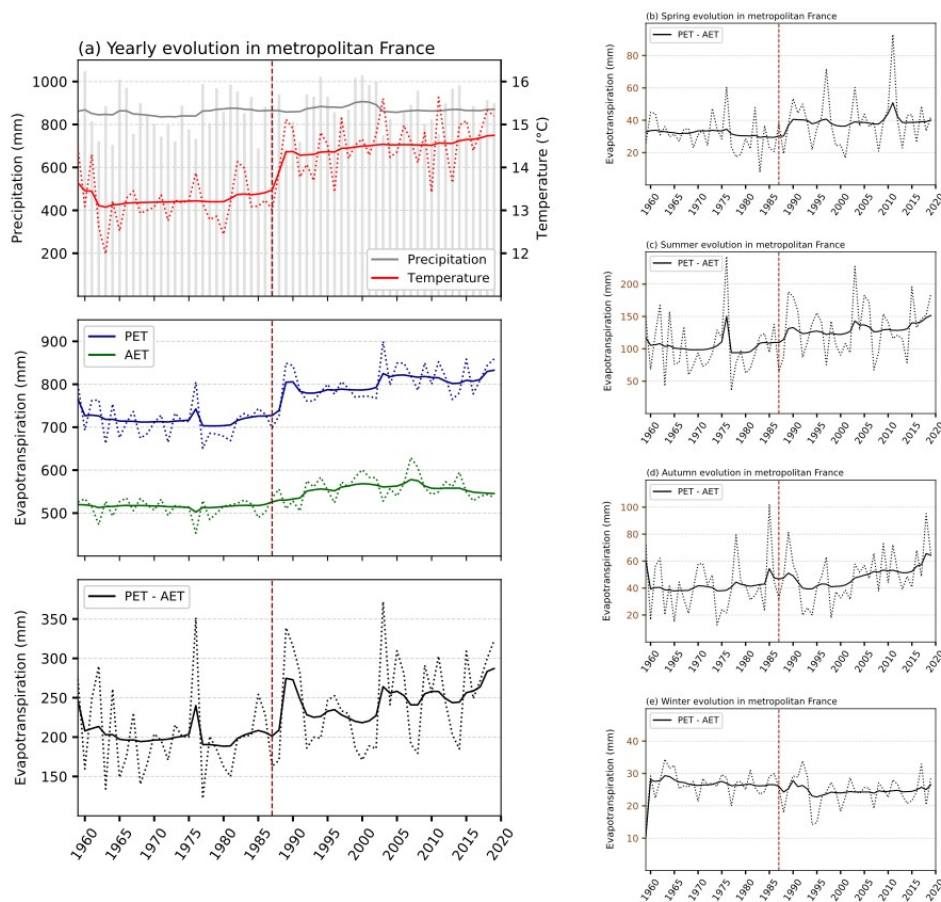 (a) Yearly evolution in metropolitan France
1000
800
600
400
200
Precipitation (mm)
16
15
14
13
12
Temperature (°C)
Precipitation
Temperature
PET
AET
900
800
700
600
500
Evapotranspiration (mm)
PET - AET
350
300
250
200
150
Evapotranspiration (mm)
1960 1965 1970 1975 1980 1985 1990 1995 2000 2005 2010 2015 2020
(b) Spring evolution in metropolitan France
PET - AET
80
60
40
20
Evapotranspiration (mm)
1960 1965 1970 1975 1980 1985 1990 1995 2000 2005 2010 2015 2020
(c) Summer evolution in metropolitan France
PET - AET
200
150
100
50
Evapotranspiration (mm)
1960 1965 1970 1975 1980 1985 1990 1995 2000 2005 2010 2015 2020
(d) Autumn evolution in metropolitan France
PET - AET
100
80
60
40
20
Evapotranspiration (mm)
1960 1965 1970 1975 1980 1985 1990 1995 2000 2005 2010 2015 2020
(e) Winter evolution in metropolitan France
PET - AET
40
30
20
10
Evapotranspiration (mm)
1960 1965 1970 1975 1980 1985 1990 1995 2000 2005 2010 2015 2020